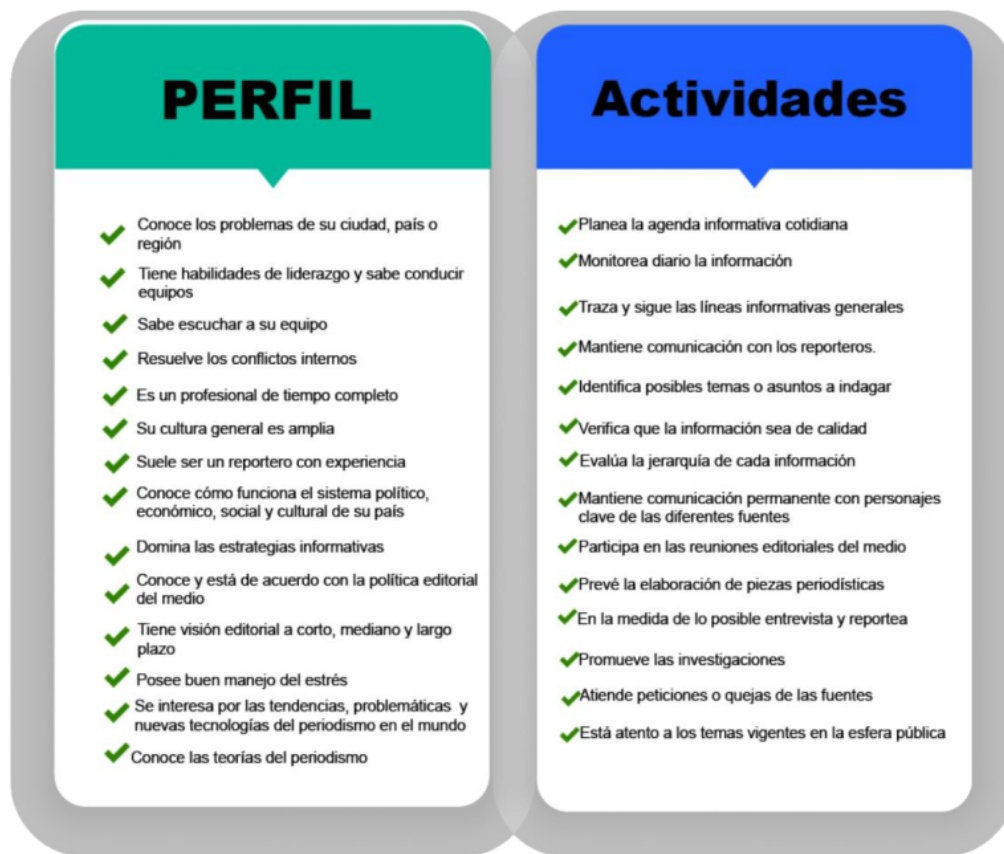 PERFIL
Conoce los problemas de su ciudad, país o
región
Tiene habilidades de liderazgo y sabe conducir
equipos
Sabe escuchar a su equipo
Resuelve los conflictos internos
Es un profesional de tiempo completo
Su cultura general es amplia
Suele ser un reportero con experiencia
Conoce cómo funciona el sistema político,
económico, social y cultural de su país
Domina las estrategias informativas
Conoce y está de acuerdo con la política editorial
del medio
Tiene visión editorial a corto, mediano y largo
plazo
Posee buen manejo del estrés
Se interesa por las tendencias, problemáticas y
nuevas tecnologías del periodismo en el mundo
Conoce las teorías del periodismo
Actividades
Planea la agenda informativa cotidiana
Monitorea diario la información
Traza y sigue las líneas informativas generales
Mantiene comunicación con los reporteros.
Identifica posibles temas o asuntos a indagar
Verifica que la información sea de calidad
Evalúa la jerarquía de cada información
Mantiene comunicación permanente con personajes
clave de las diferentes fuentes
Participa en las reuniones editoriales del medio
Prevé la elaboración de piezas periodísticas
En la medida de lo posible entrevista y reportea
Promueve las investigaciones
Atiende peticiones o quejas de las fuentes
Está atento a los temas vigentes en la esfera pública